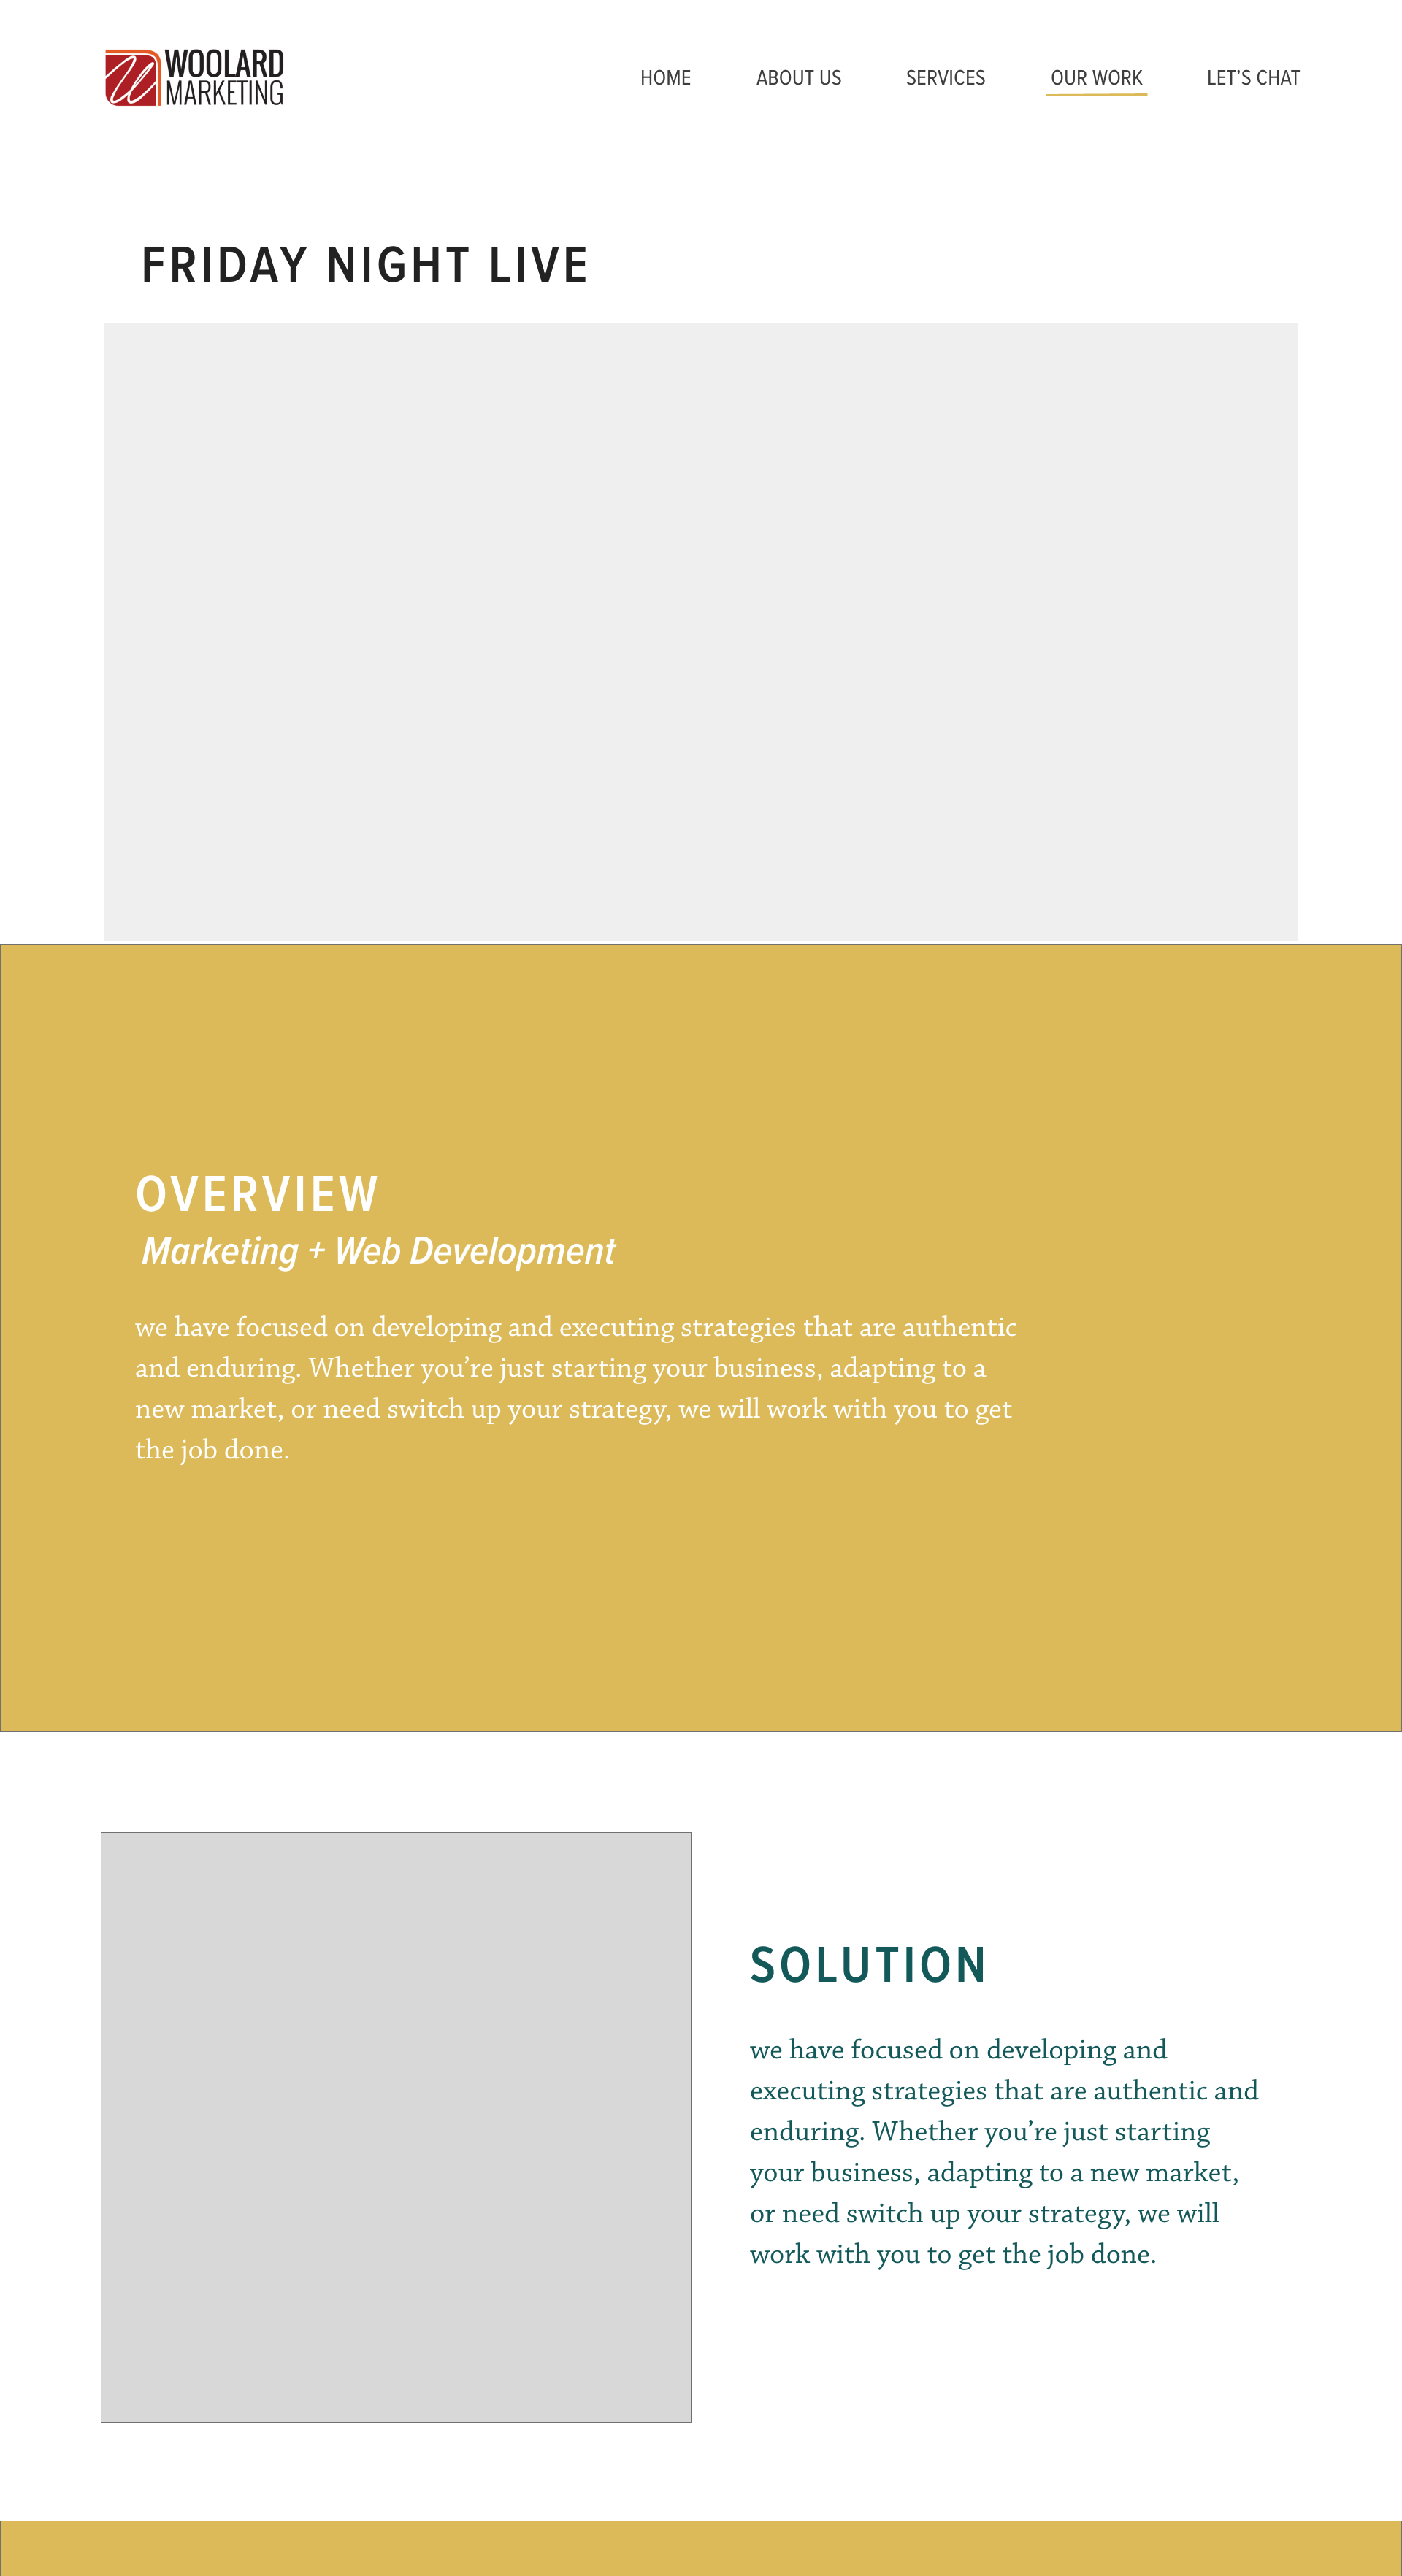 WOOLARD
MARKETING
HOME ABOUT US SERVICES OUR WORK LET’S CHAT
FRIDAY NIGHT LIVE
OVERVIEW
Marketing + Web Development
we have focused on developing and executing strategies that are authentic
and enduring. Whether you’re just starting your business, adapting to a
new market, or need switch up your strategy, we will work with you to get
the job done.
SOLUTION
we have focused on developing and
executing strategies that are authentic and
enduring. Whether you’re just starting
your business, adapting to a new market,
or need switch up your strategy, we will
work with you to get the job done.